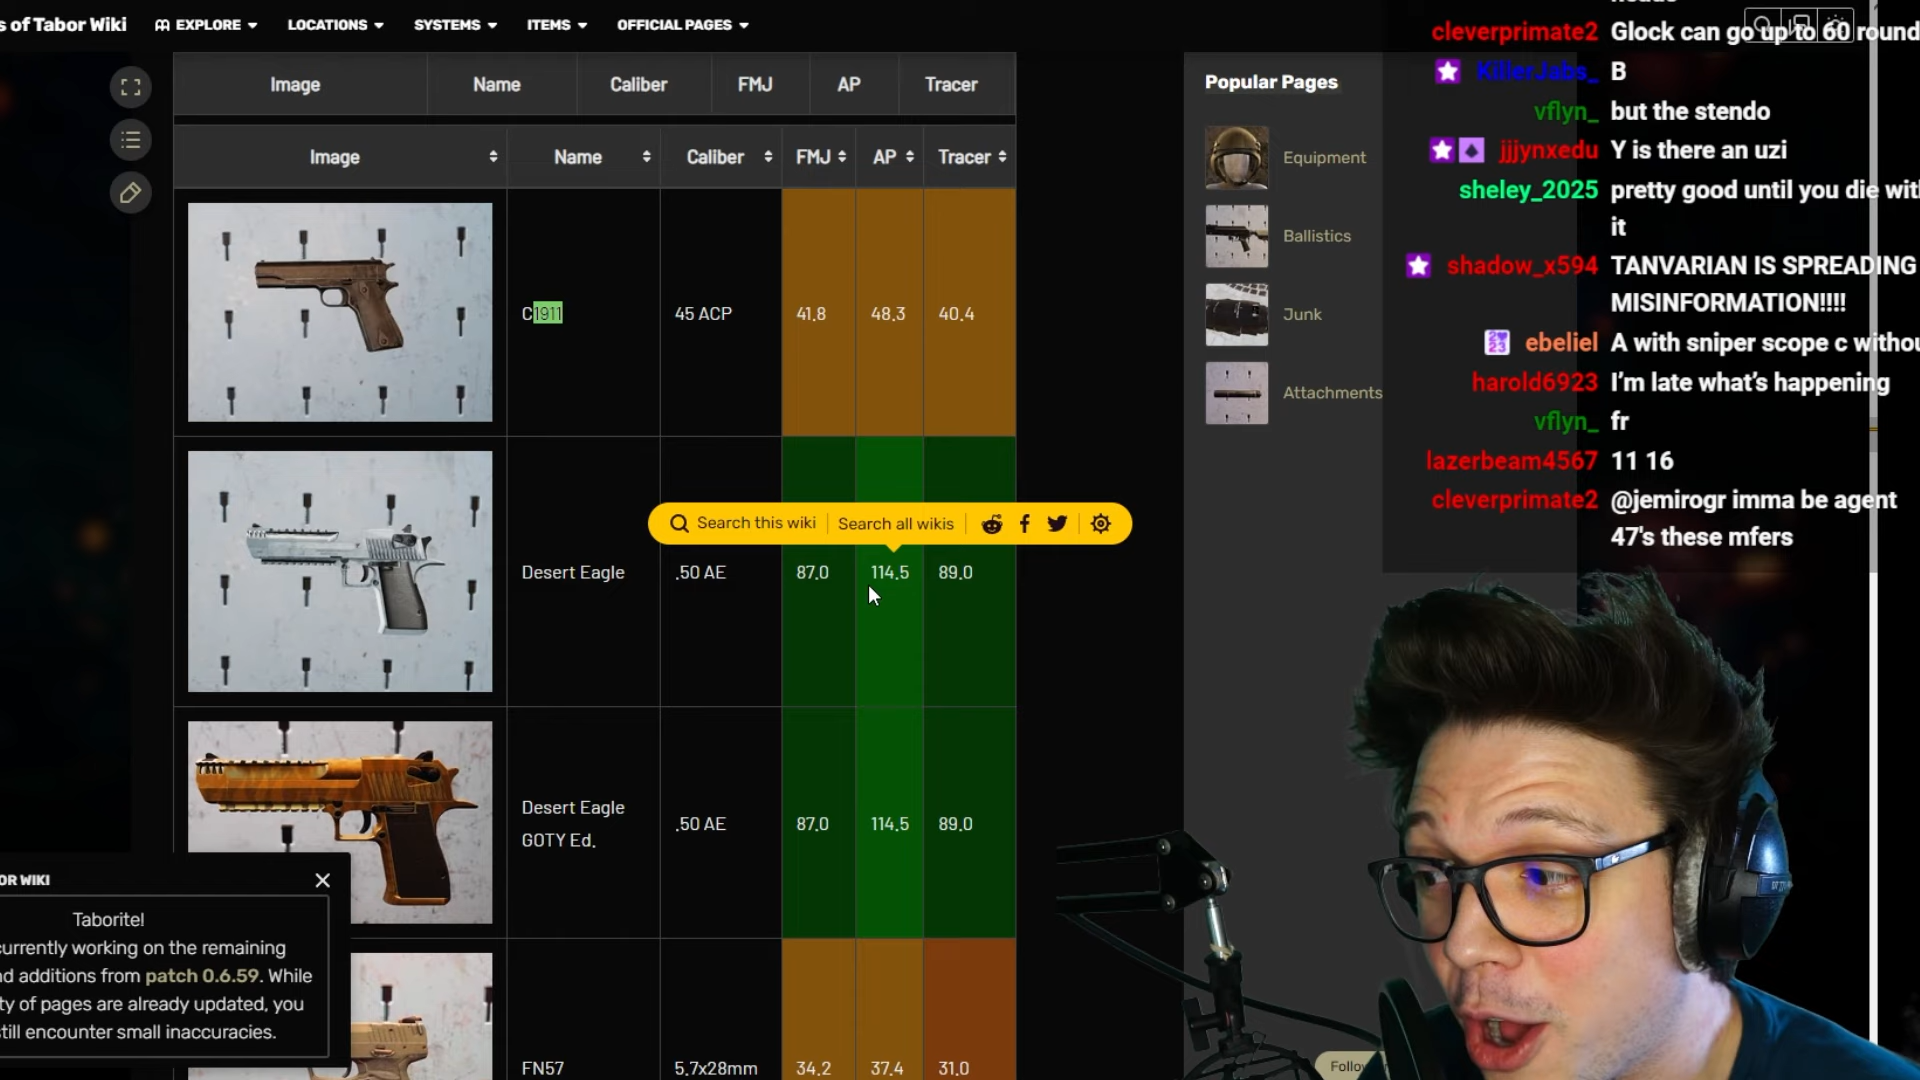 s of Tabor Wiki
EXPLORE LOCATIONS SYSTEMS ITEMS OFFICIAL PAGES
Image Name Caliber FMJ AP Tracer
Image Name Caliber FMJ AP Tracer
C1911 45 ACP 41.8 48.3 40.4
Search this wiki Search all wikis
Desert Eagle .50 AE 87.0 114.5 89.0
Desert Eagle
GOTY Ed. .50 AE 87.0 114.5 89.0
FN57 5.7x28mm 34.2 37.4 31.0
OR WIKI
Taborite!
currently working on the remaining
nd additions from patch 0.6.59. While
ty of pages are already updated, you
still encounter small inaccuracies.
Popular Pages
Equipment
Ballistics
Junk
Attachments
Follo
cleverprimate2 Glock can go up to 60 round
KillerJabs_ B
vflyn_ but the stendo
jjjynxedu Y is there an uzi
sheley_2025 pretty good until you die with
it
shadow_x594 TANVARIAN IS SPREADING
MISINFORMATION!!!!
ebeliel A with sniper scope c withou
harold6923 I'm late what's happening
vflyn_ fr
lazerbeam4567 11 16
cleverprimate2 @jemirogr imma be agent
47's these mfers